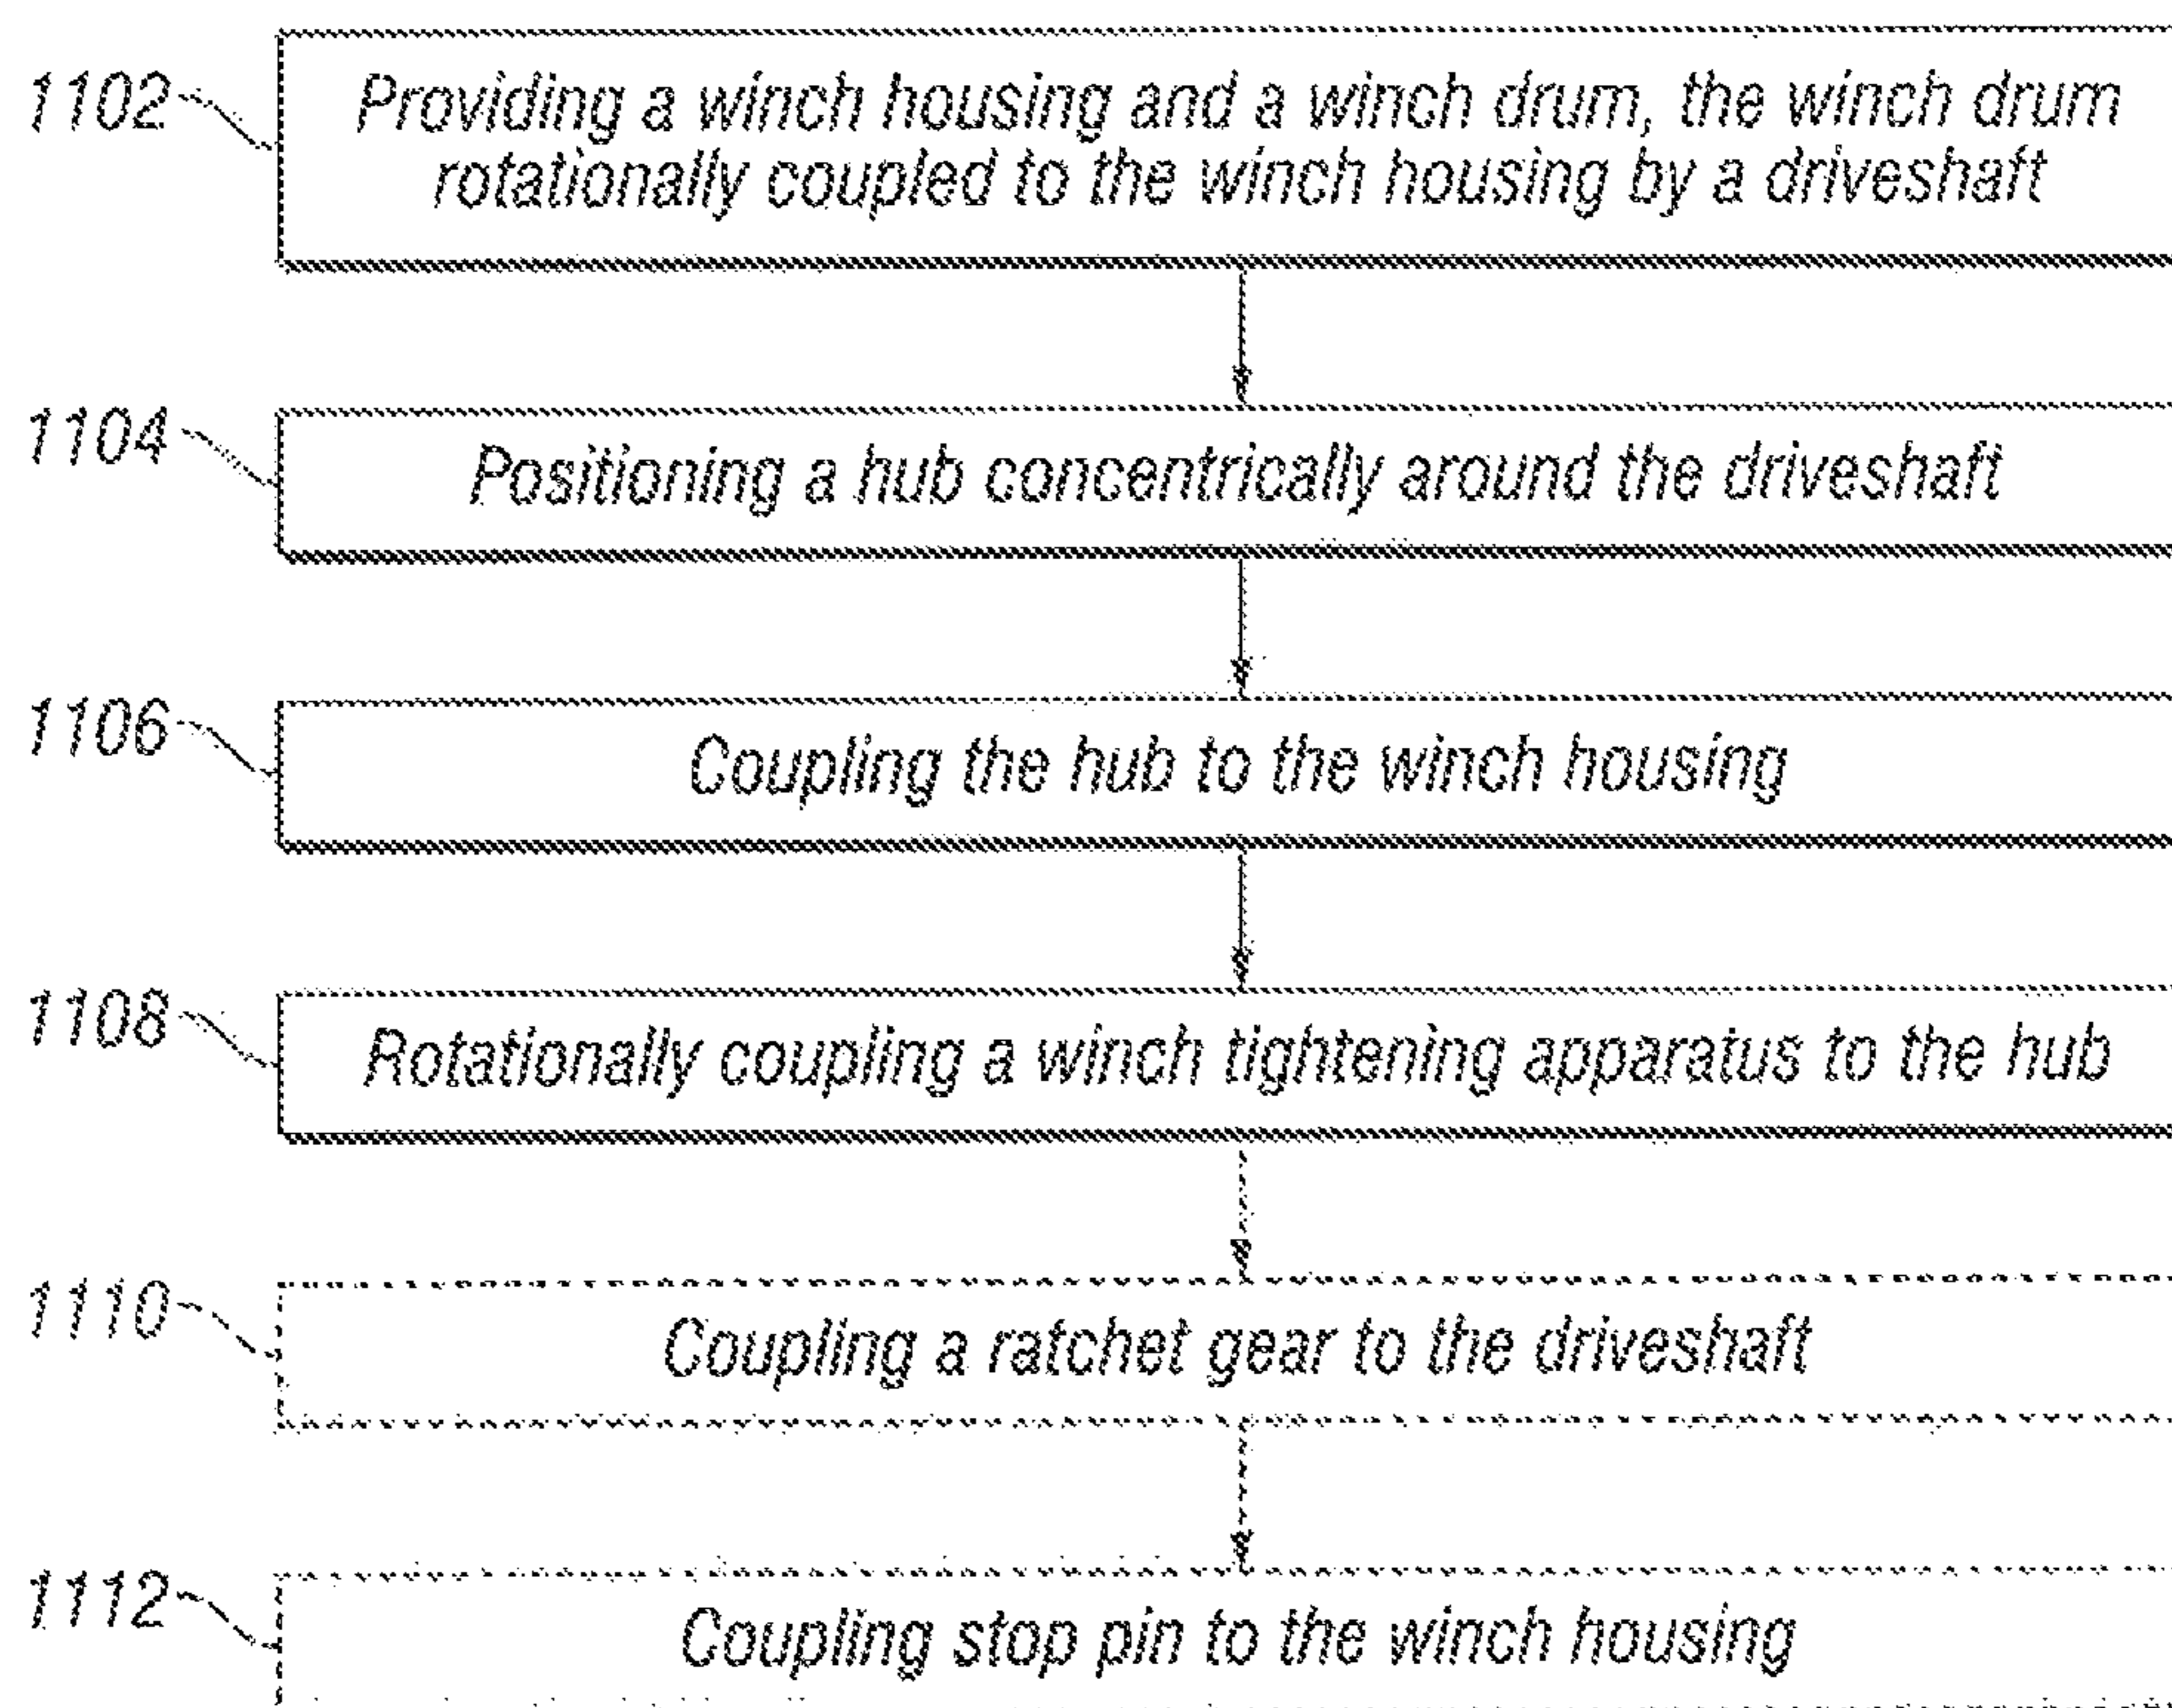 1102
Providing a winch housing and a winch drum, the winch drum
rotationally coupled to the winch housing by a driveshaft
1104
Positioning a hub concentrically around the driveshaft
1106
Coupling the hub to the winch housing
1108
Rotationally coupling a winch tightening apparatus to the hub
1110
Coupling a ratchet gear to the driveshaft
1112
Coupling stop pin to the winch housing